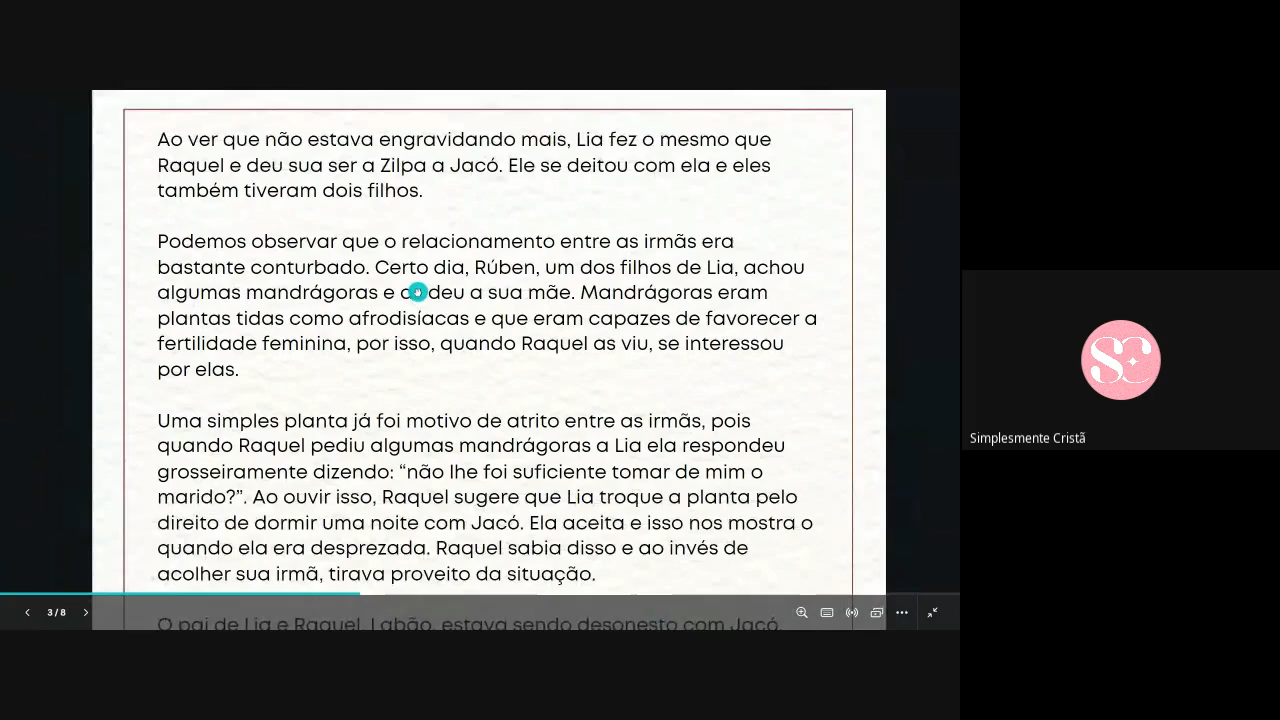 Ao ver que não estava engravidando mais, Lia fez o mesmo que
Raquel e deu sua ser a Zilpa a Jacó. Ele se deitou com ela e eles
também tiveram dois filhos.
Podemos observar que o relacionamento entre as irmãs era
bastante conturbado. Certo dia, Rúben, um dos filhos de Lia, achou
algumas mandrágoras e deu a sua mãe. Mandrágoras eram
plantas tidas como afrodisíacas e que eram capazes de favorecer a
fertilidade feminina, por isso, quando Raquel as viu, se interessou
por elas.
Uma simples planta já foi motivo de atrito entre as irmãs, pois
quando Raquel pediu algumas mandrágoras a Lia ela respondeu
grosseiramente dizendo: “não lhe foi suficiente tomar de mim o
marido?”. Ao ouvir isso, Raquel sugere que Lia troque a planta pelo
direito de dormir uma noite com Jacó. Ela aceita e isso nos mostra o
quando ela era desprezada. Raquel sabia disso e ao invés de
acolher sua irmã, tirava proveito da situação.
O pai de Lia e Raquel, Labão, estava sendo desonesto com Jacó
3/8
SC
Simplesmente Cristã